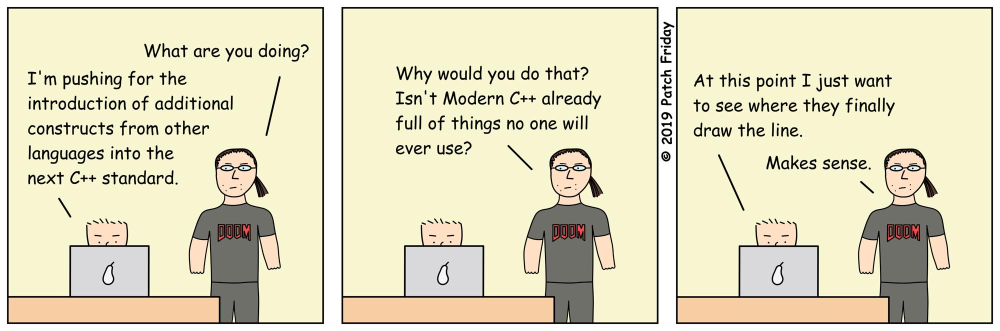 What are you doing?
I'm pushing for the
introduction of additional
constructs from other
languages into the
next C++ standard.
DOOM
Why would you do that?
Isn't Modern C++ already
full of things no one will
ever use?
DOOM
© 2019 Patch Friday
At this point I just want
to see where they finally
draw the line.
Makes sense.
DOOM